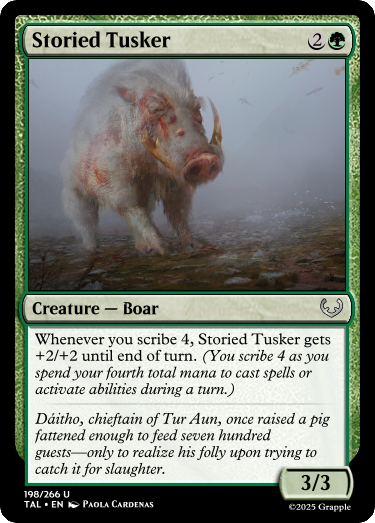 Storied Tusker 2
Creature — Boar
Whenever you scribe 4, Storied Tusker gets
+2/+2 until end of turn. (You scribe 4 as you
spend your fourth total mana to cast spells or
activate abilities during a turn.)
Dáitho, chieftain of Tur Aun, once raised a pig
fattened enough to feed seven hundred
guests—only to realize his folly upon trying to
catch it for slaughter.
3/3
198/266 U
TAL • EN Paola Cardenas
©2025 Grapple